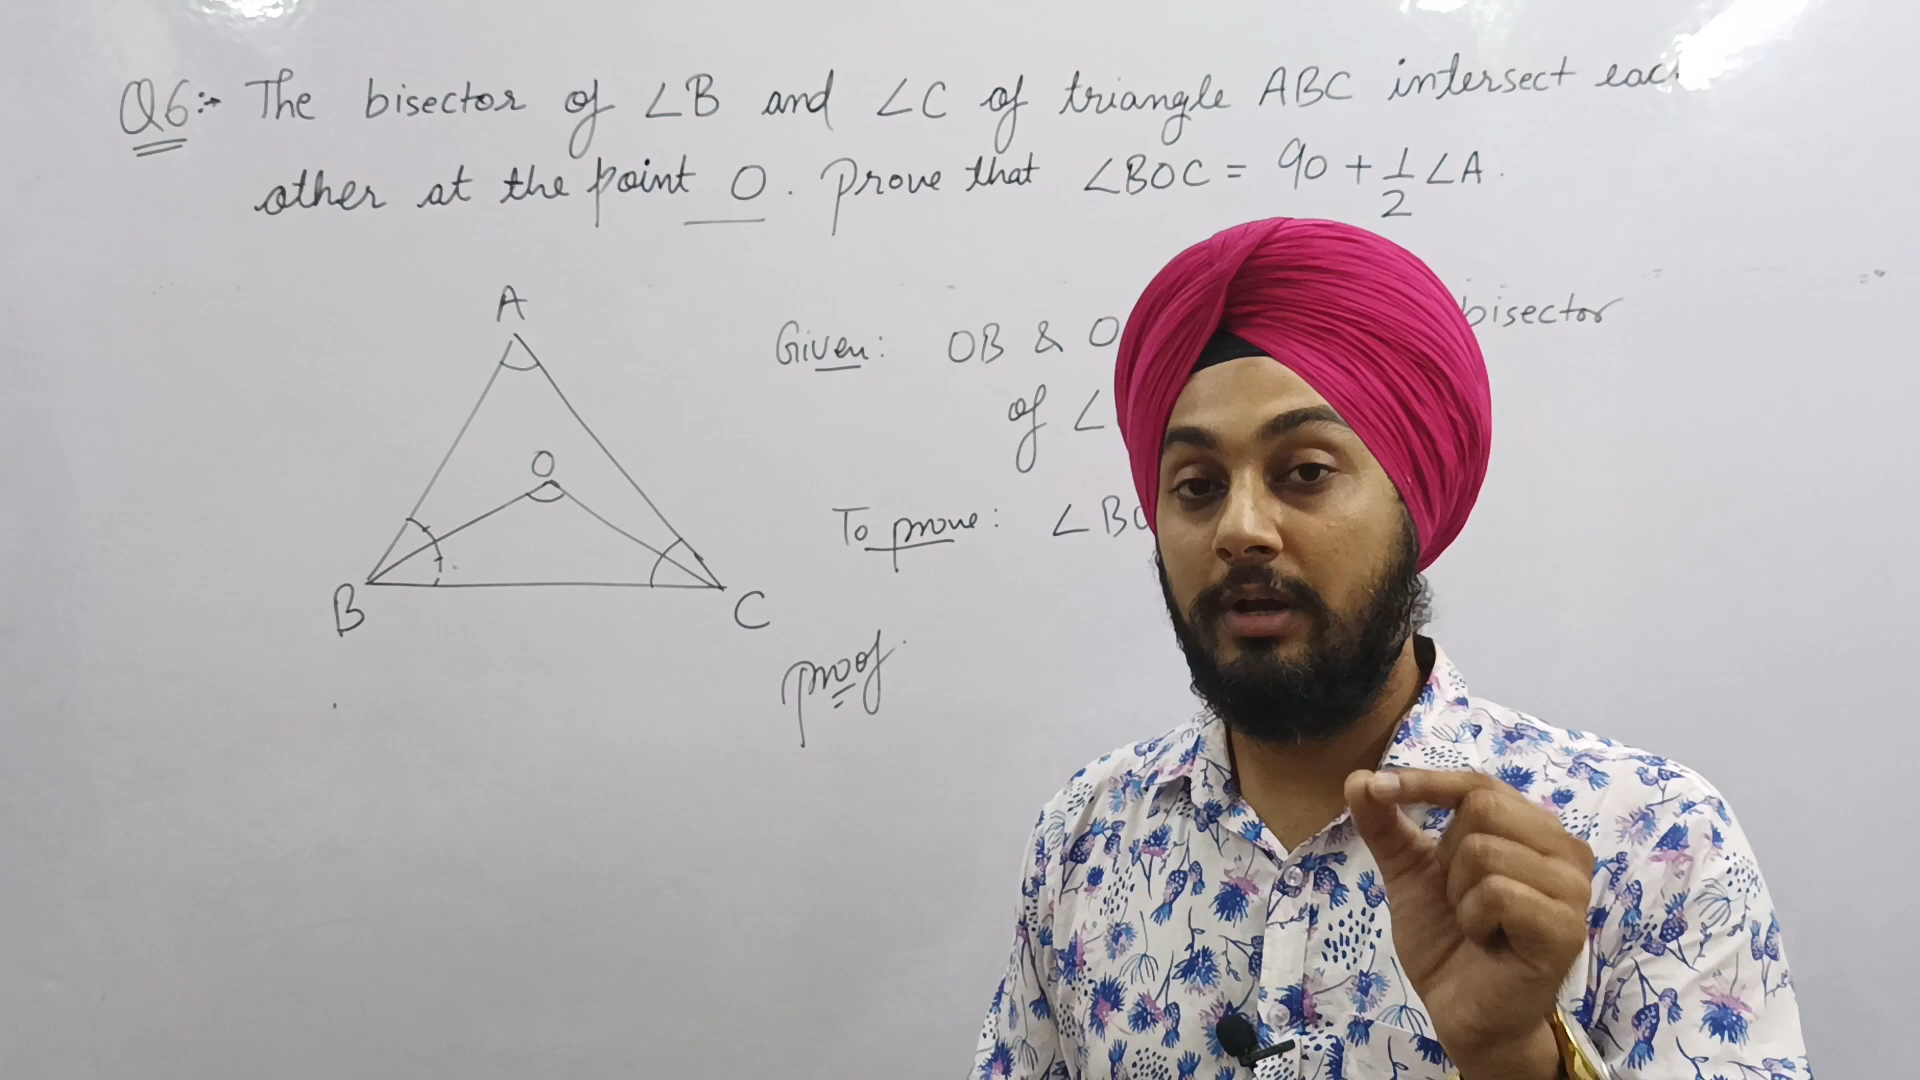 Q6:- The bisector of ∠B and ∠C of triangle ABC intersect eac
other at the point O. Prove that ∠BOC = 90 + 1/2 ∠A.
A
O
B
C
Given: OB & O bisector
of ∠
To prove: ∠BO
Proof